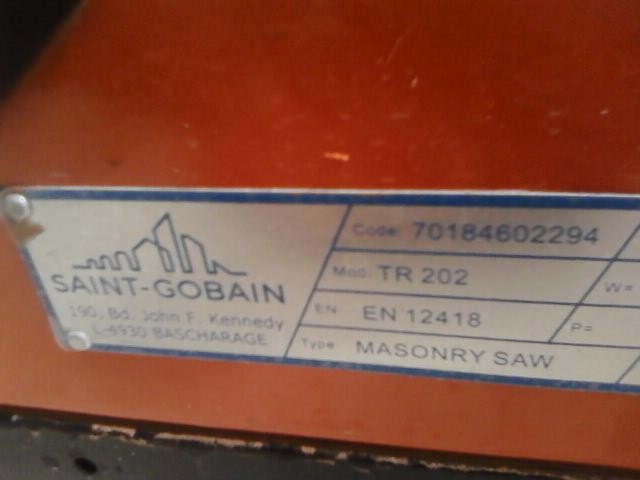 SAINT-GOBAIN
190, Bd. John F. Kennedy
L-4930 BASCHARAGE
Code: 70184602294
Mod: TR 202
W=
EN EN 12418
P=
Type: MASONRY SAW